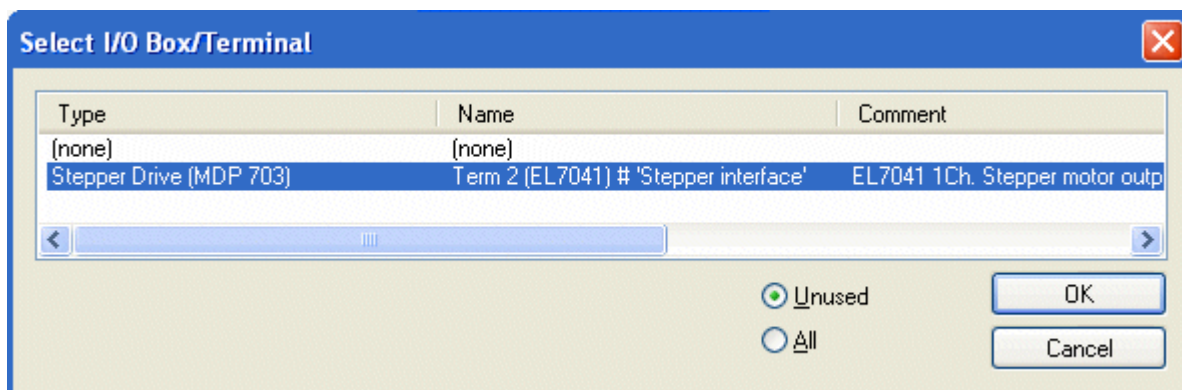 Select I/O Box/Terminal
Type Name Comment
(none) (none)
Stepper Drive (MDP 703) Term 2 (EL7041) # 'Stepper interface' EL7041 1Ch. Stepper motor outp
Unused OK
All Cancel